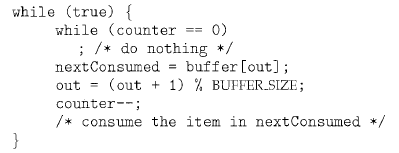 while (true) {
while (counter == 0)
; /* do nothing */
nextConsumed = buffer[out];
out = (out + 1) % BUFFER_SIZE;
counter--;
/* consume the item in nextConsumed */
}